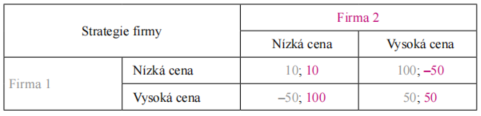 Strategie firmy Firma 2
Nízká cena Vysoká cena
Firma 1 Nízká cena 10; 10 100; –50
Vysoká cena –50; 100 50; 50